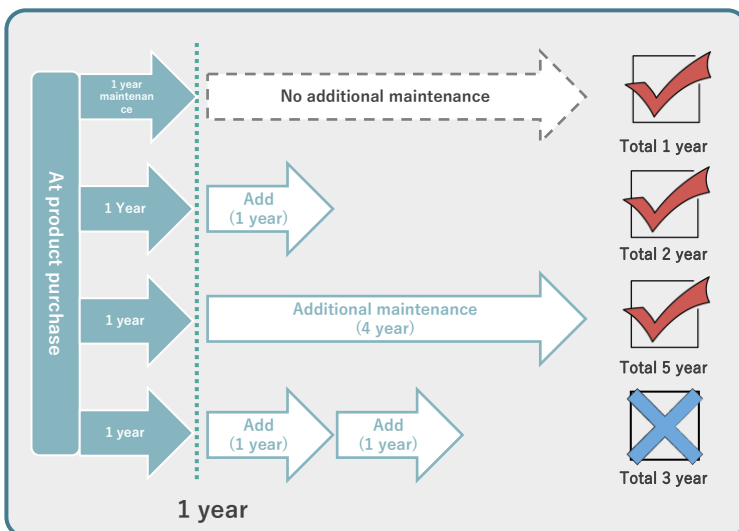 At product purchase
1 year
maintenan
ce
No additional maintenance
Total 1 year
1 Year
Add
(1 year)
Total 2 year
1 year
Additional maintenance
(4 year)
Total 5 year
1 year
Add
(1 year)
Add
(1 year)
Total 3 year
1 year